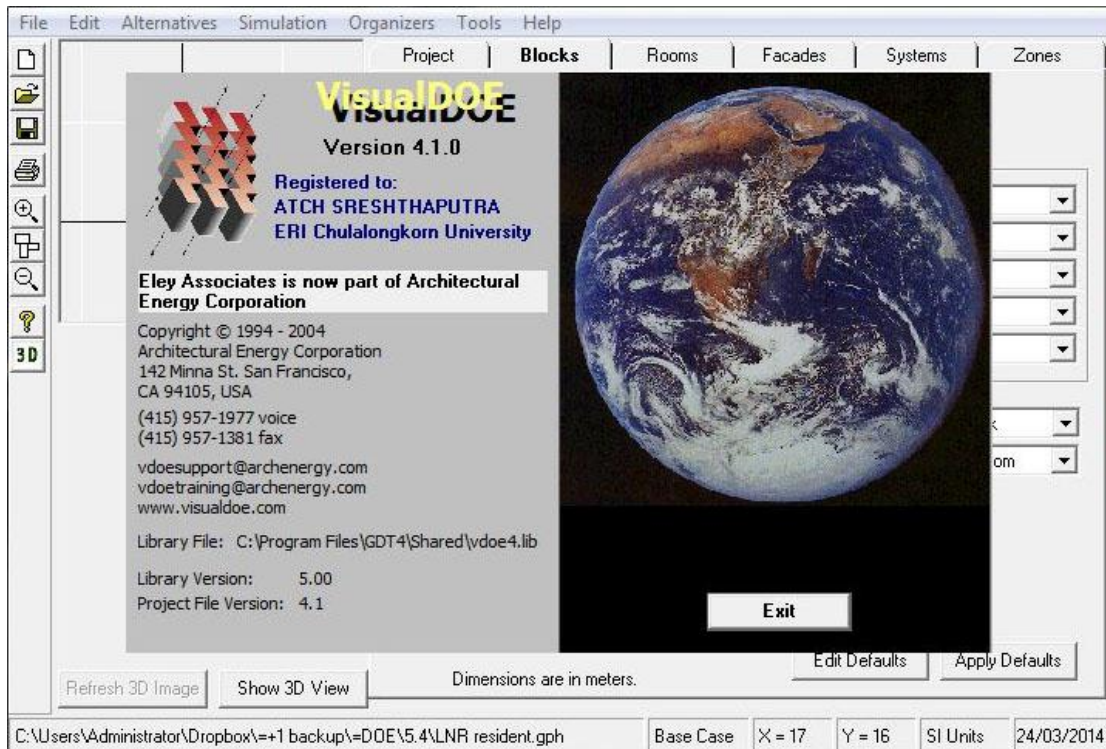 File Edit Alternatives Simulation Organizers Tools Help
Project Blocks Rooms Facades Systems Zones
VisualDOE
Version 4.1.0
Registered to:
ATCH SRESHTHAPUTRA
ERI Chulalongkorn University
Eley Associates is now part of Architectural
Energy Corporation
Copyright © 1994 - 2004
Architectural Energy Corporation
142 Minna St. San Francisco,
CA 94105, USA
(415) 957-1977 voice
(415) 957-1381 fax
vdoesupport@archenergy.com
vdoetraining@archenergy.com
www.visualdoe.com
Library File: C:\Program Files\GDT4\Shared\vdoe4.lib
Library Version: 5.00
Project File Version: 4.1
Exit
3D
om
Edit Defaults Apply Defaults
Refresh 3D Image Show 3D View Dimensions are in meters.
C:\Users\Administrator\Dropbox\=+1 backup\=DOE\5.4\LNR resident.gph Base Case X = 17 Y = 16 SI Units 24/03/2014